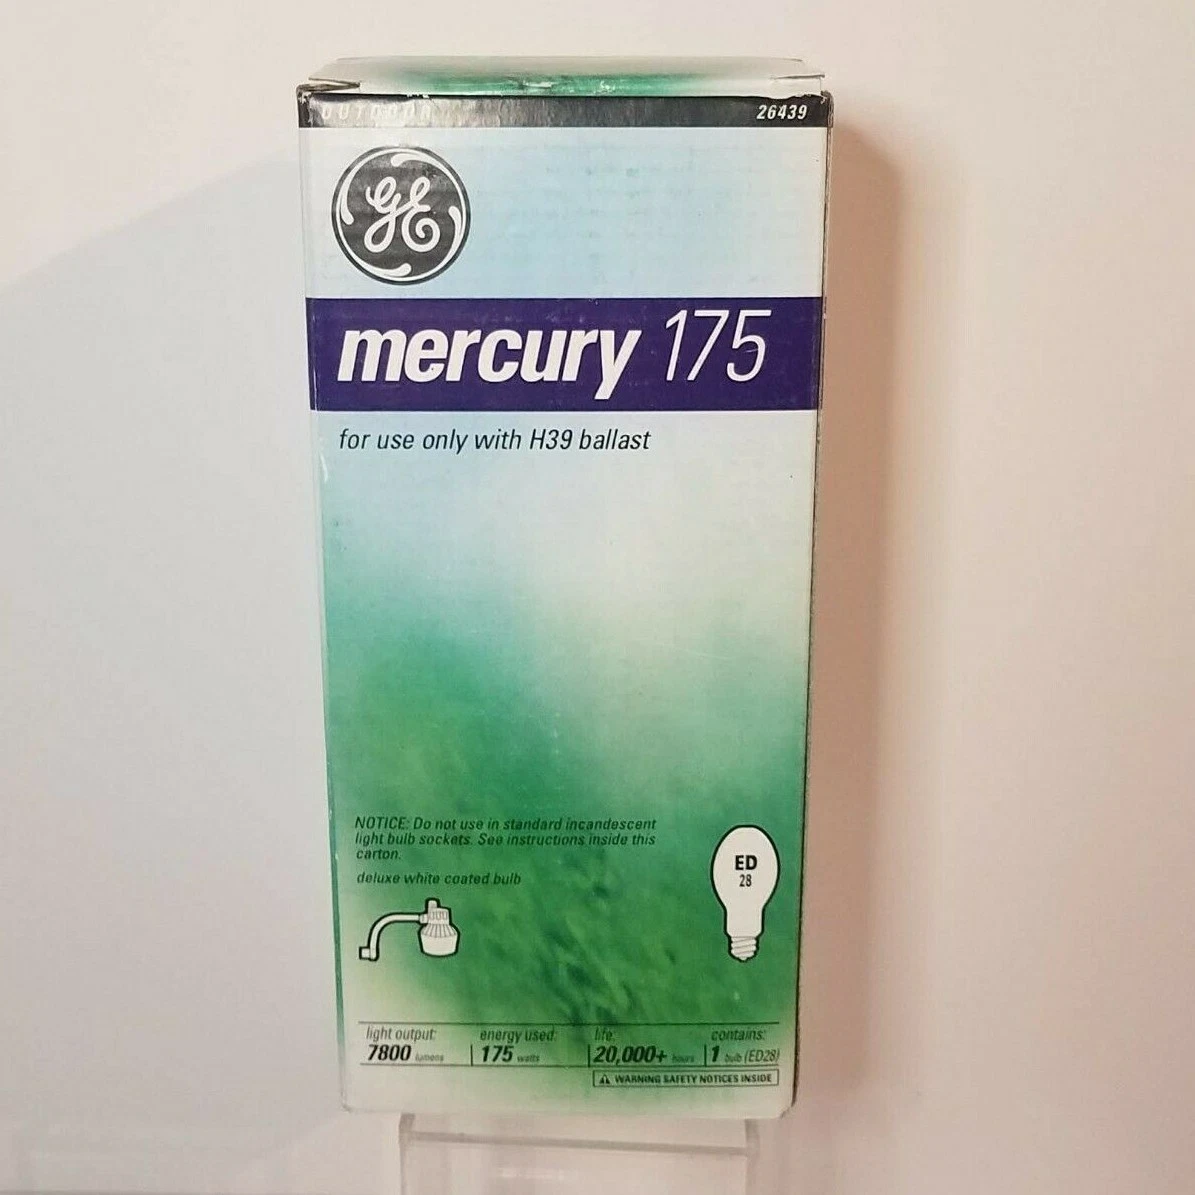 OUTDOOR 26439
GE
mercury 175
for use only with H39 ballast
NOTICE: Do not use in standard incandescent
light bulb sockets. See instructions inside this
carton.
deluxe white coated bulb
ED
28
light output: energy used: life: contains:
7800 lumens 175 watts 20,000+ hours 1 bulb (ED28)
WARNING SAFETY NOTICES INSIDE